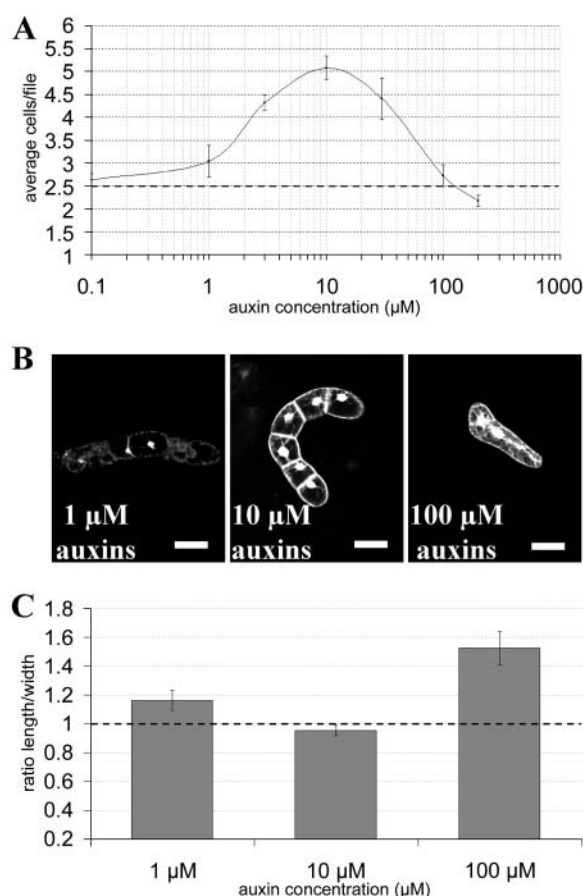 A
average cells/file
6
5.5
5
4.5
4
3.5
3
2.5
2
1.5
1
0.1 1 10 100 1000
auxin concentration (µM)
B
1 µM
auxins
10 µM
auxins
100 µM
auxins
C
ratio length/width
1.8
1.6
1.4
1.2
1
0.8
0.6
0.4
0.2
1 µM 10 µM 100 µM
auxin concentration (µM)